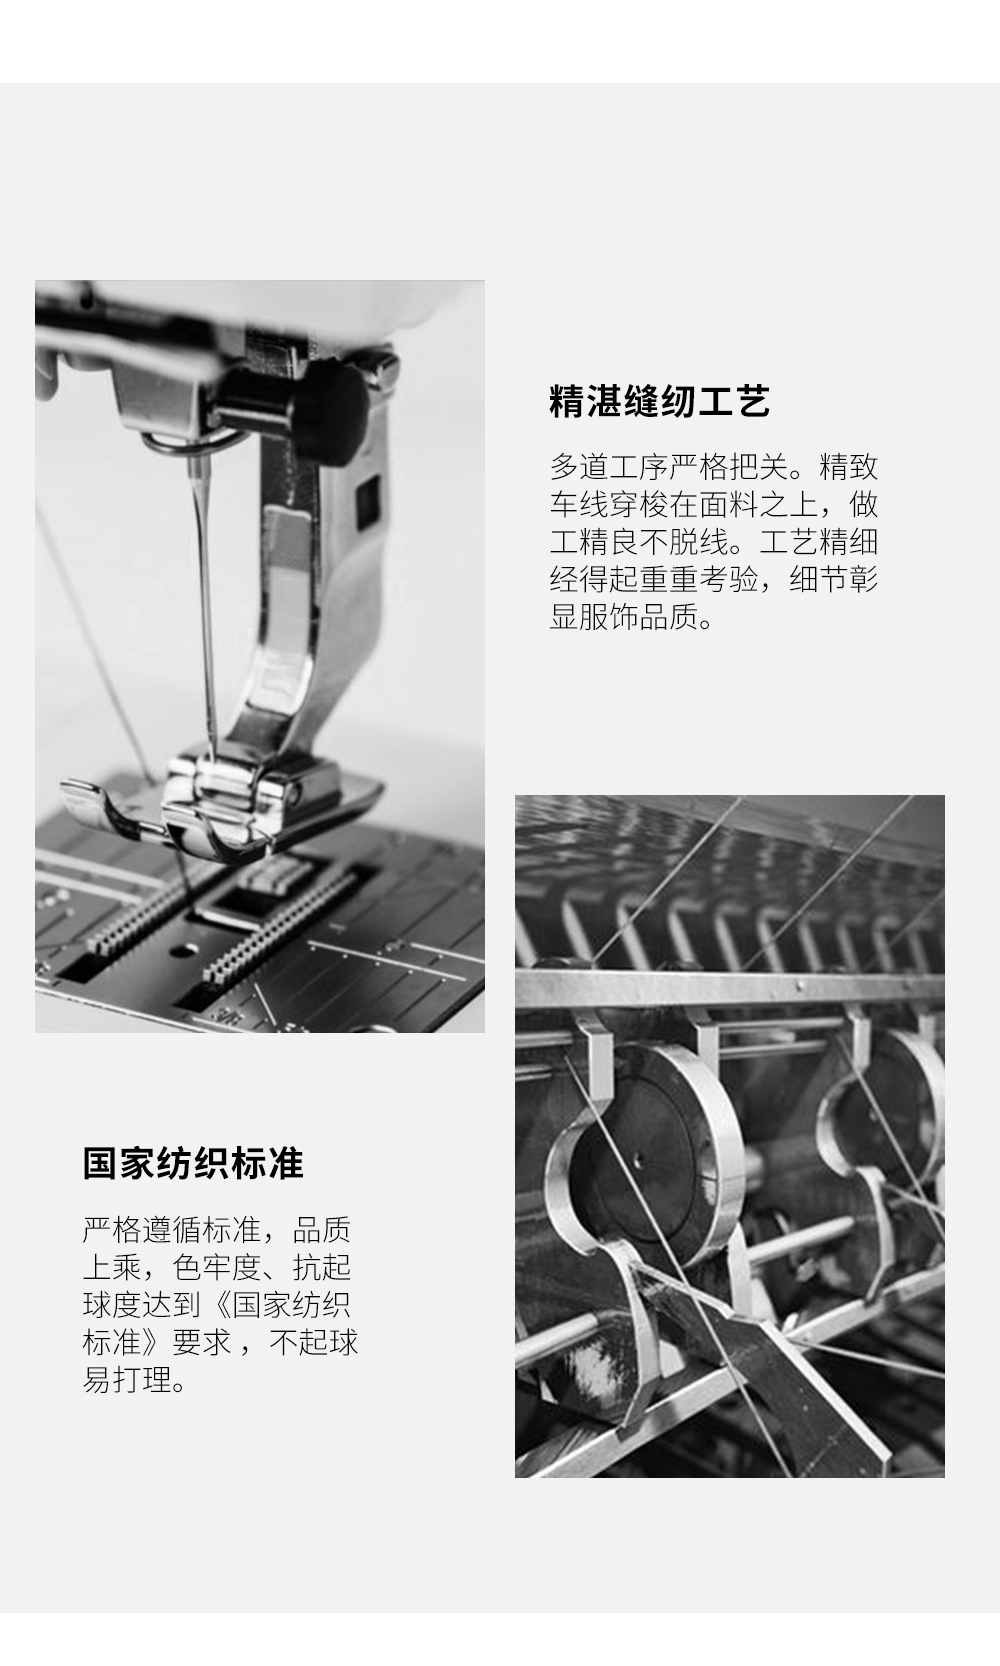 精湛缝纫工艺
多道工序严格把关。精致
车线穿梭在面料之上，做
工精良不脱线。工艺精细
经得起重重考验，细节彰
显服饰品质。
国家纺织标准
严格遵循标准，品质
上乘，色牢度、抗起
球度达到《国家纺织
标准》要求 ，不起球
易打理。